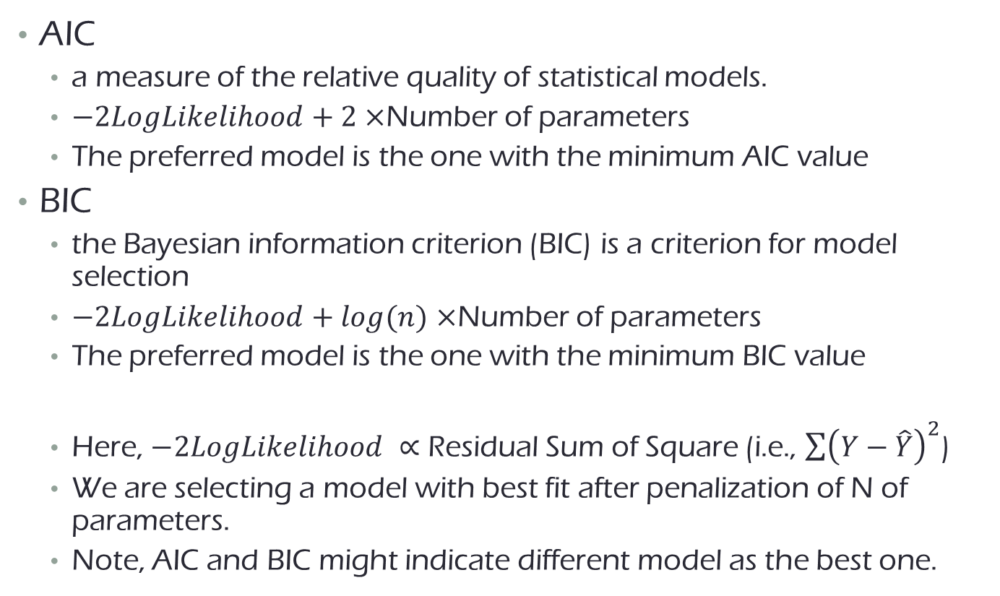 • AIC
• a measure of the relative quality of statistical models.
• −2LogLikelihood + 2 ×Number of parameters
• The preferred model is the one with the minimum AIC value
• BIC
• the Bayesian information criterion (BIC) is a criterion for model
selection
• −2LogLikelihood + log(n) ×Number of parameters
• The preferred model is the one with the minimum BIC value
• Here, −2LogLikelihood ∝ Residual Sum of Square (i.e., ∑(Y − Ŷ)²)
• We are selecting a model with best fit after penalization of N of
parameters.
• Note, AIC and BIC might indicate different model as the best one.